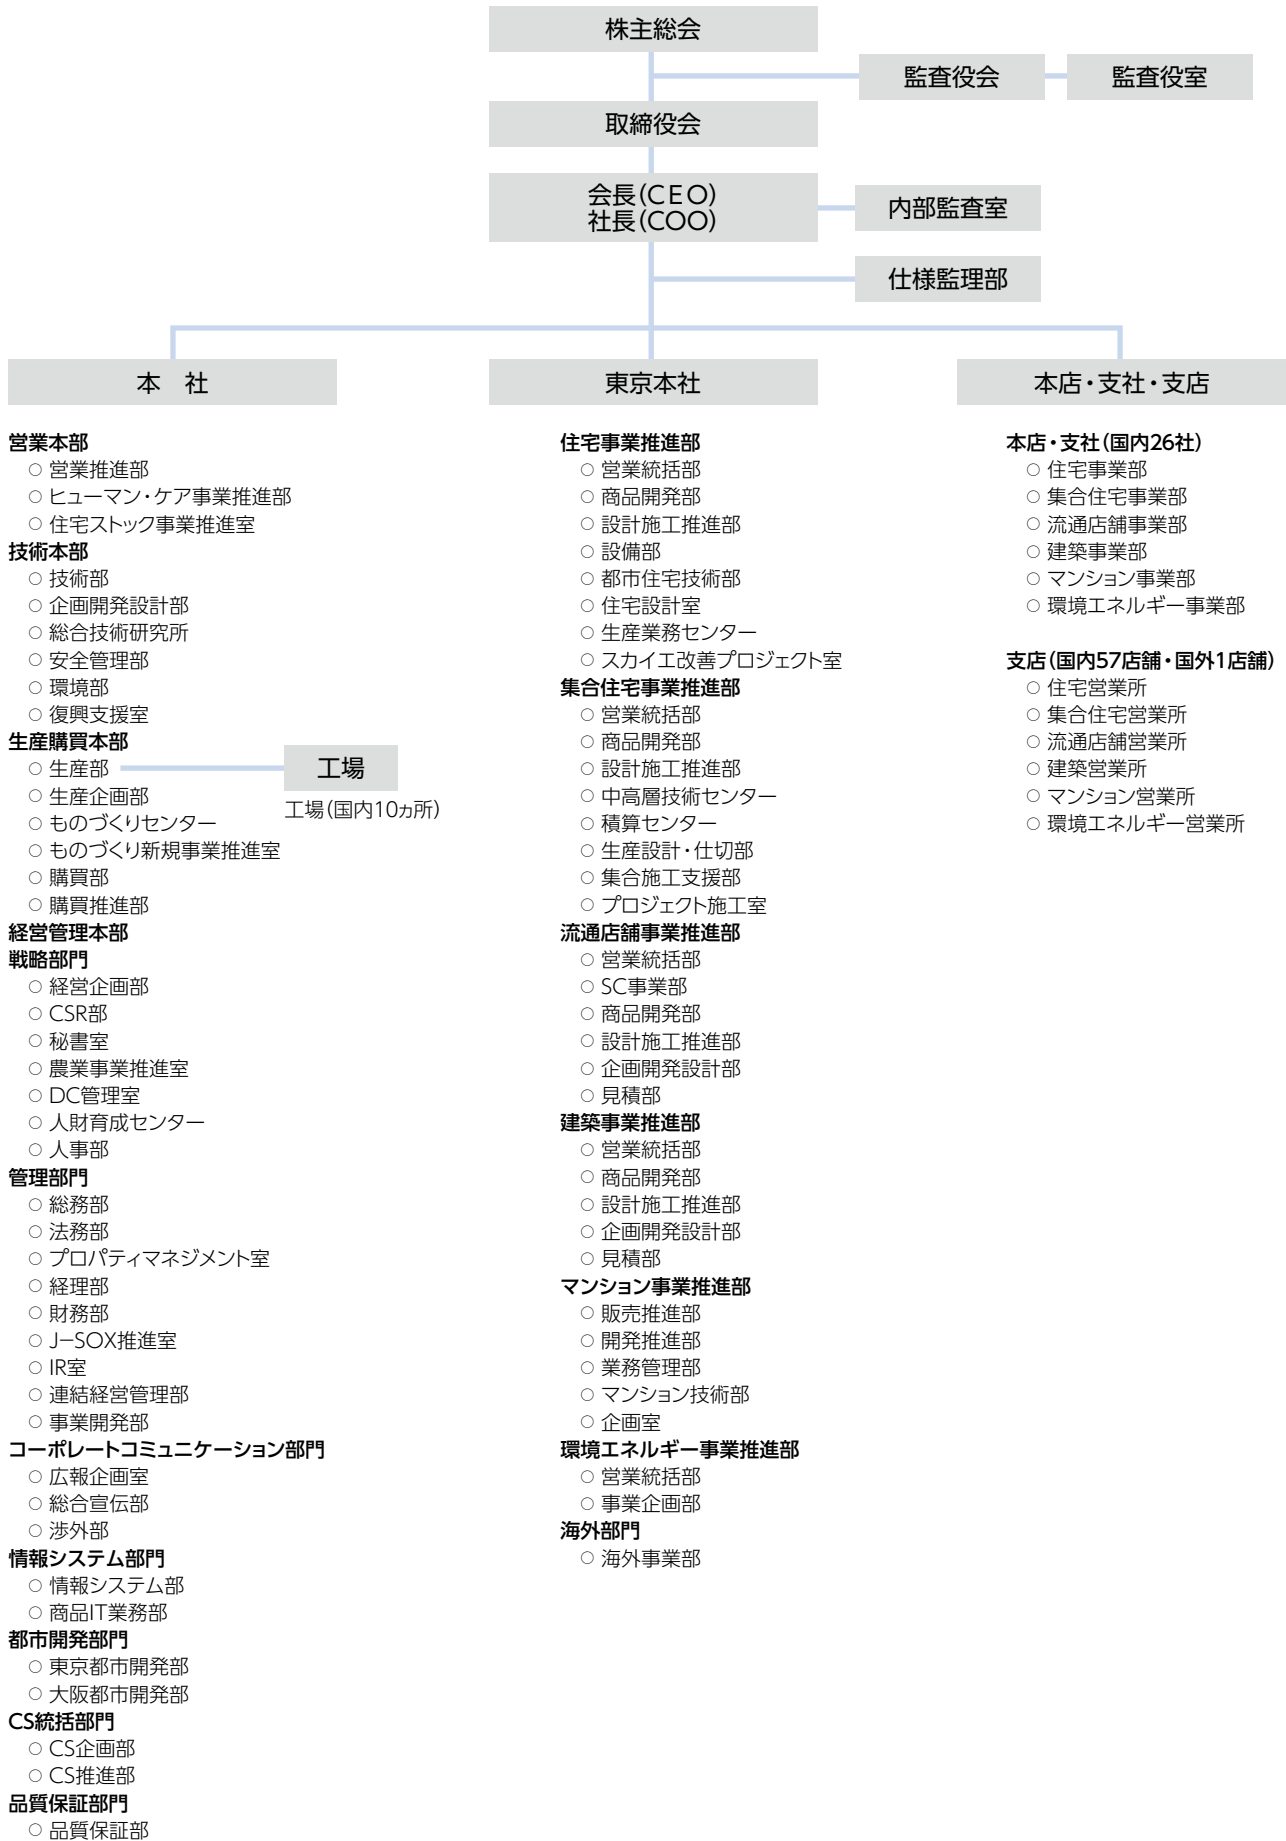 株主総会
監査役会
監査役室
取締役会
会長(CEO)
社長(COO)
内部監査室
仕様監理部
本　社
東京本社
本店・支社・支店
営業本部
○ 営業推進部
○ ヒューマン・ケア事業推進部
○ 住宅ストック事業推進室
技術本部
○ 技術部
○ 企画開発設計部
○ 総合技術研究所
○ 安全管理部
○ 環境部
○ 復興支援室
生産購買本部
○ 生産部
工場
工場(国内10ヵ所)
○ 生産企画部
○ ものづくりセンター
○ ものづくり新規事業推進室
○ 購買部
○ 購買推進部
経営管理本部
戦略部門
○ 経営企画部
○ CSR部
○ 秘書室
○ 農業事業推進室
○ DC管理室
○ 人財育成センター
○ 人事部
管理部門
○ 総務部
○ 法務部
○ プロパティマネジメント室
○ 経理部
○ 財務部
○ J−SOX推進室
○ IR室
○ 連結経営管理部
○ 事業開発部
コーポレートコミュニケーション部門
○ 広報企画室
○ 総合宣伝部
○ 渉外部
情報システム部門
○ 情報システム部
○ 商品IT業務部
都市開発部門
○ 東京都市開発部
○ 大阪都市開発部
CS統括部門
○ CS企画部
○ CS推進部
品質保証部門
○ 品質保証部
住宅事業推進部
○ 営業統括部
○ 商品開発部
○ 設計施工推進部
○ 設備部
○ 都市住宅技術部
○ 住宅設計室
○ 生産業務センター
○ スカイエ改善プロジェクト室
集合住宅事業推進部
○ 営業統括部
○ 商品開発部
○ 設計施工推進部
○ 中高層技術センター
○ 積算センター
○ 生産設計・仕切部
○ 集合施工支援部
○ プロジェクト施工室
流通店舗事業推進部
○ 営業統括部
○ SC事業部
○ 商品開発部
○ 設計施工推進部
○ 企画開発設計部
○ 見積部
建築事業推進部
○ 営業統括部
○ 商品開発部
○ 設計施工推進部
○ 企画開発設計部
○ 見積部
マンション事業推進部
○ 販売推進部
○ 開発推進部
○ 業務管理部
○ マンション技術部
○ 企画室
環境エネルギー事業推進部
○ 営業統括部
○ 事業企画部
海外部門
○ 海外事業部
本店・支社(国内26社)
○ 住宅事業部
○ 集合住宅事業部
○ 流通店舗事業部
○ 建築事業部
○ マンション事業部
○ 環境エネルギー事業部
支店(国内57店舗・国外1店舗)
○ 住宅営業所
○ 集合住宅営業所
○ 流通店舗営業所
○ 建築営業所
○ マンション営業所
○ 環境エネルギー営業所